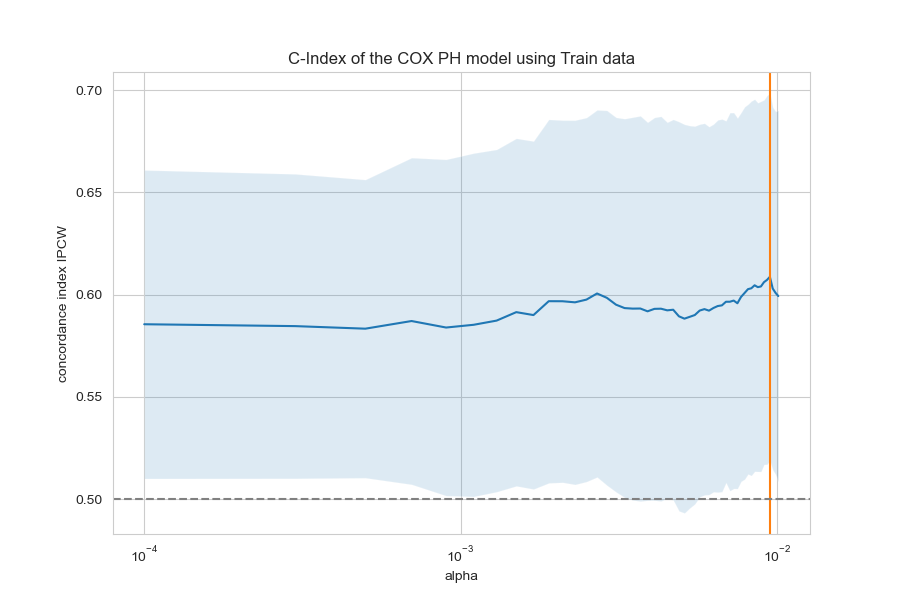 C-Index of the COX PH model using Train data
concordance index IPCW
0.70
0.65
0.60
0.55
0.50
10⁻⁴
10⁻³
10⁻²
alpha